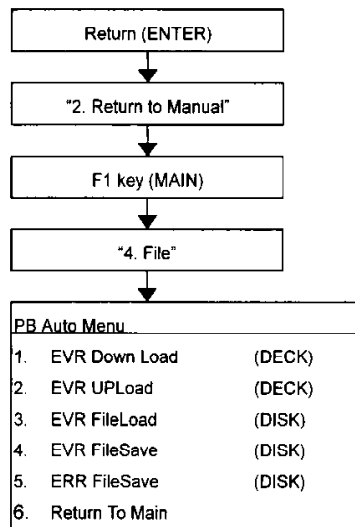 Return (ENTER)
"2. Return to Manual"
F1 key (MAIN)
"4. File"
PB Auto Menu
1. EVR Down Load (DECK)
2. EVR UPLoad (DECK)
3. EVR FileLoad (DISK)
4. EVR FileSave (DISK)
5. ERR FileSave (DISK)
6. Return To Main